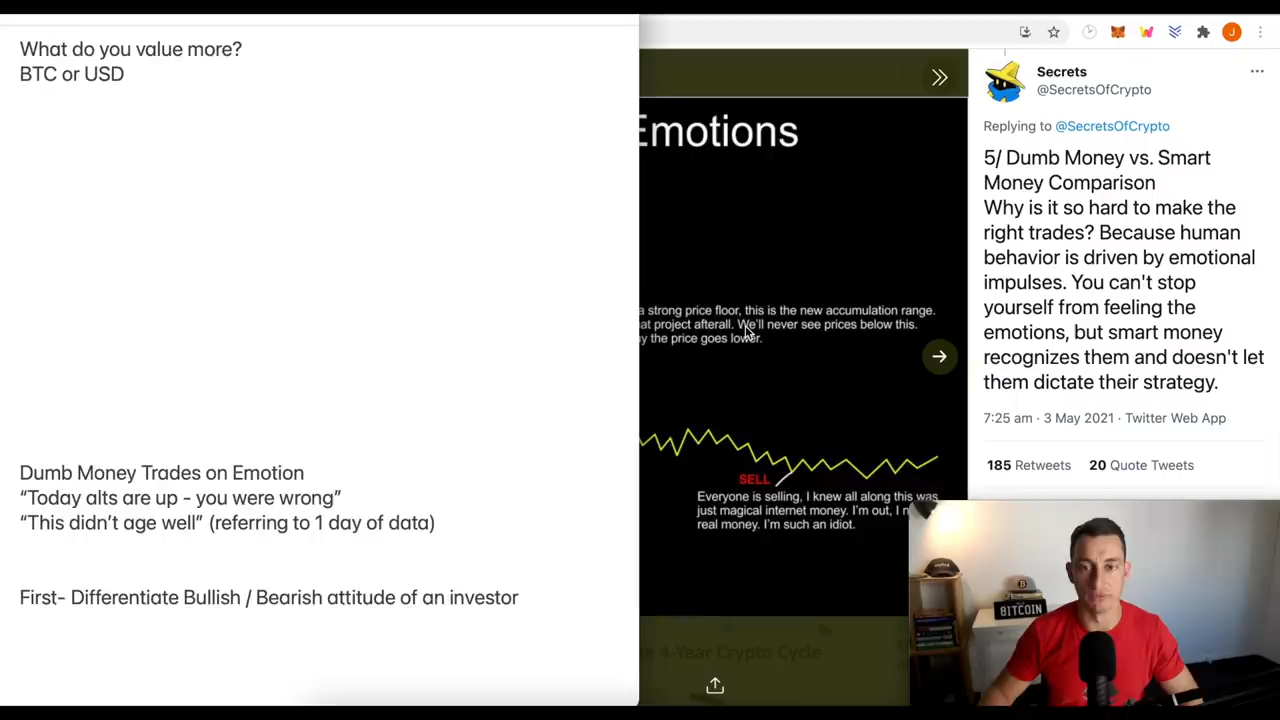 What do you value more?
BTC or USD
Dumb Money Trades on Emotion
“Today alts are up - you were wrong”
“This didn’t age well” (referring to 1 day of data)
First- Differentiate Bullish / Bearish attitude of an investor
Emotions
a strong price floor, this is the new accumulation range.
at project afterall. We'll never see prices below this.
y the price goes lower.
SELL
Everyone is selling, I knew all along this was
just magical internet money. I'm out, I n
real money. I'm such an idiot.
4-Year Crypto Cycle
J
Secrets
@SecretsOfCrypto
Replying to @SecretsOfCrypto
5/ Dumb Money vs. Smart
Money Comparison
Why is it so hard to make the
right trades? Because human
behavior is driven by emotional
impulses. You can't stop
yourself from feeling the
emotions, but smart money
recognizes them and doesn't let
them dictate their strategy.
7:25 am · 3 May 2021 · Twitter Web App
185 Retweets 20 Quote Tweets
BITCOIN